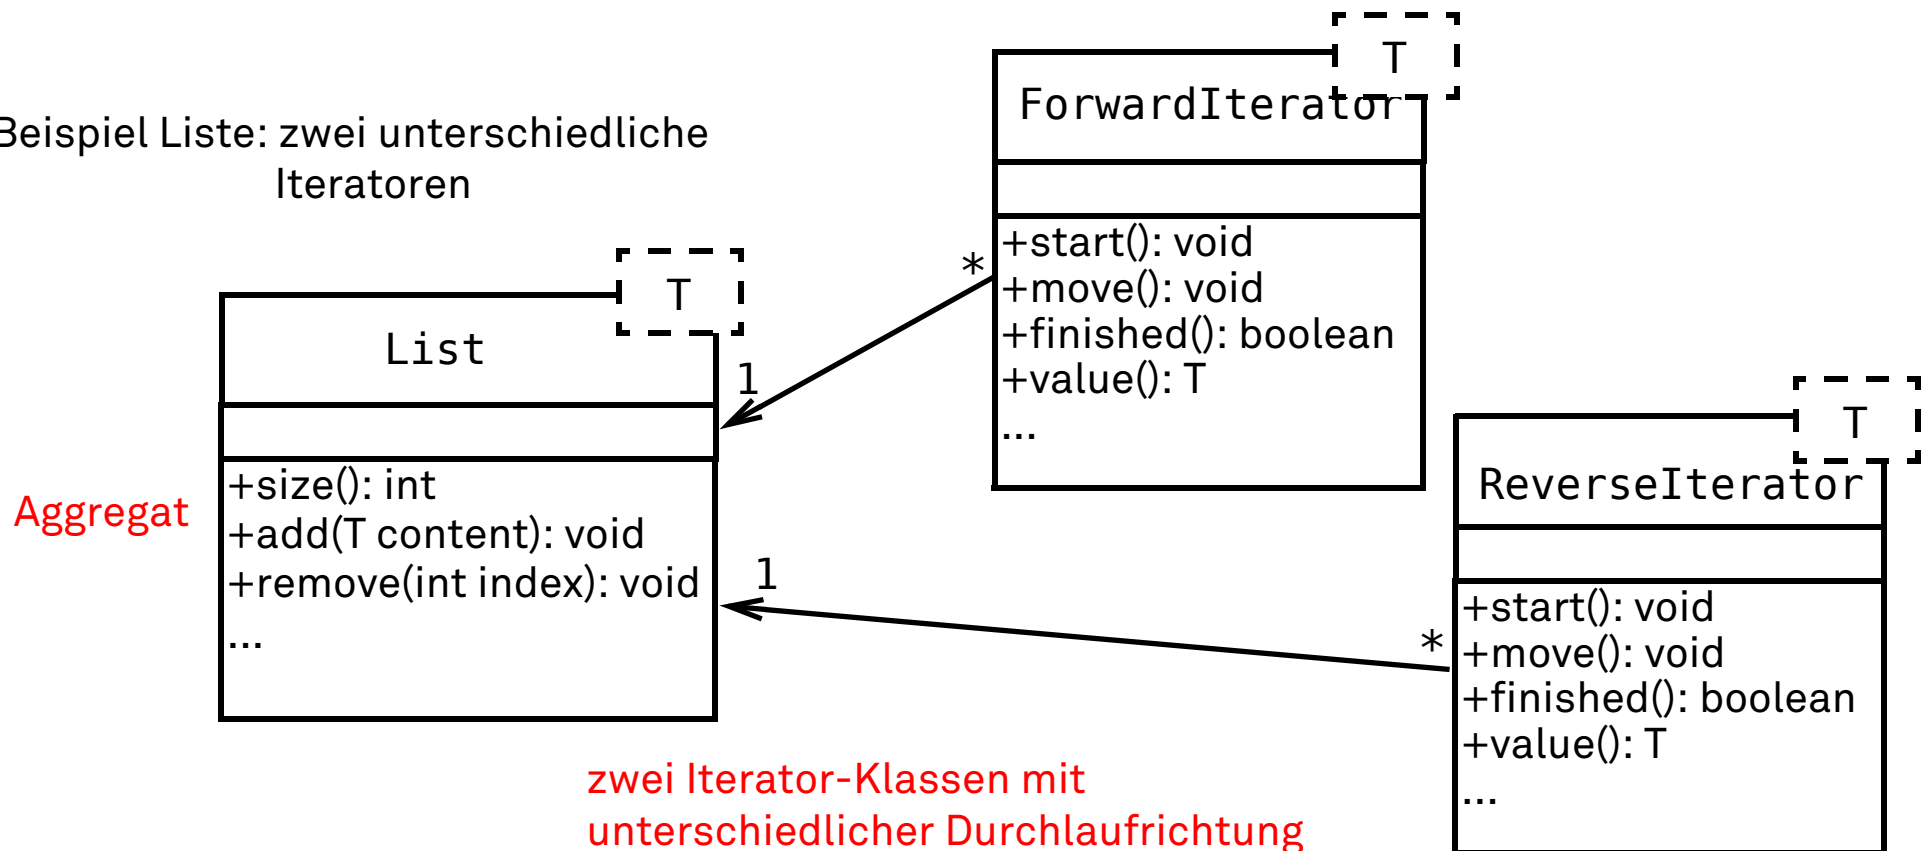 Beispiel Liste: zwei unterschiedliche
Iteratoren
T
List
+size(): int
+add(T content): void
+remove(int index): void
...
Aggregat
1
*
1
*
T
ForwardIterator
+start(): void
+move(): void
+finished(): boolean
+value(): T
...
T
ReverseIterator
+start(): void
+move(): void
+finished(): boolean
+value(): T
...
zwei Iterator-Klassen mit
unterschiedlicher Durchlaufrichtung